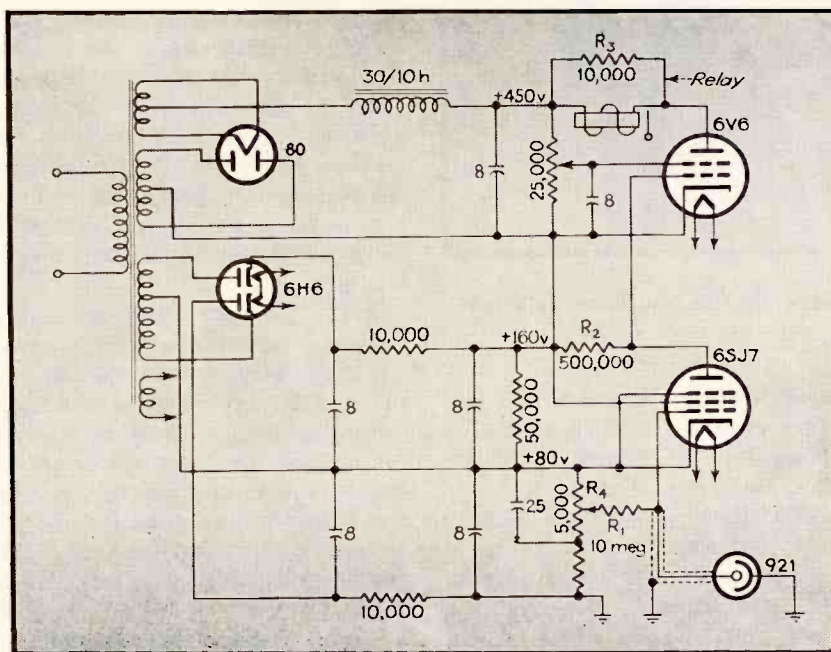 R3
10,000
Relay
30/10 h
+450v
6V6
80
25,000
8
8
6H6
10,000
+160v
R2
500,000
6SJ7
8
8
50,000
+80v
R4
25
5,000
R1
10 meg
8
8
921
10,000